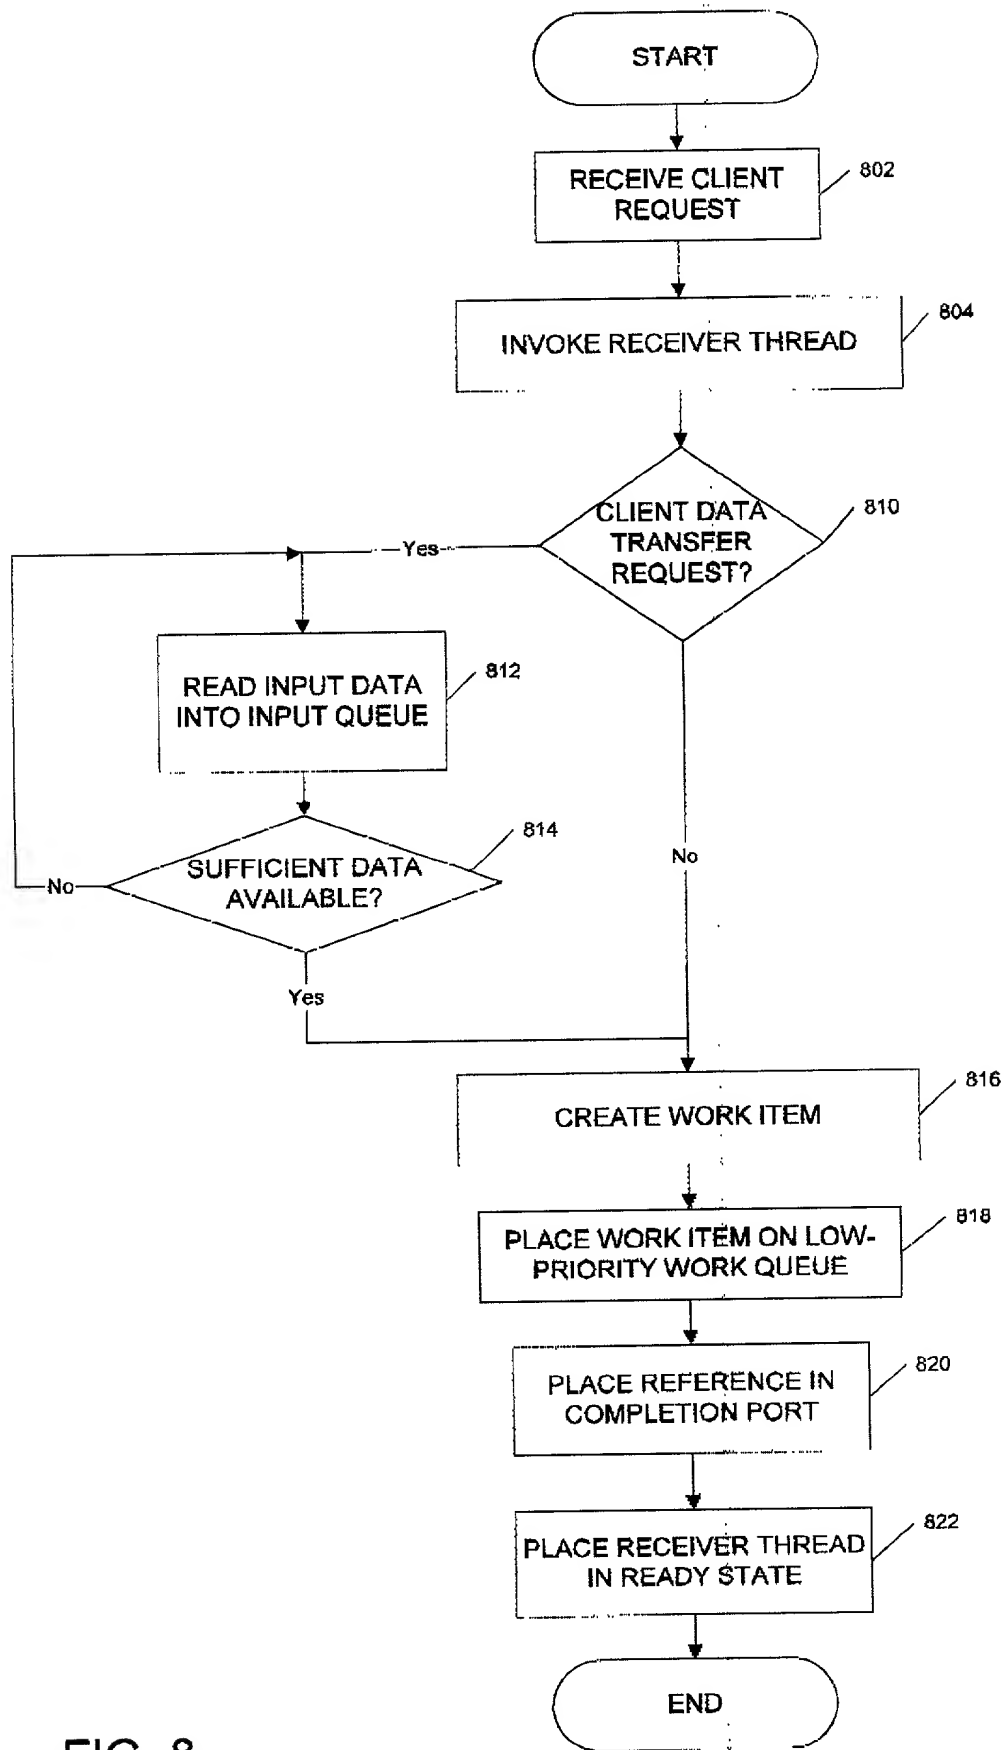 START
RECEIVE CLIENT
REQUEST
802
INVOKE RECEIVER THREAD
804
CLIENT DATA
TRANSFER
REQUEST?
810
Yes
READ INPUT DATA
INTO INPUT QUEUE
812
SUFFICIENT DATA
AVAILABLE?
814
No
No
Yes
CREATE WORK ITEM
816
PLACE WORK ITEM ON LOW-
PRIORITY WORK QUEUE
818
PLACE REFERENCE IN
COMPLETION PORT
820
PLACE RECEIVER THREAD
IN READY STATE
822
END
FIG. 8